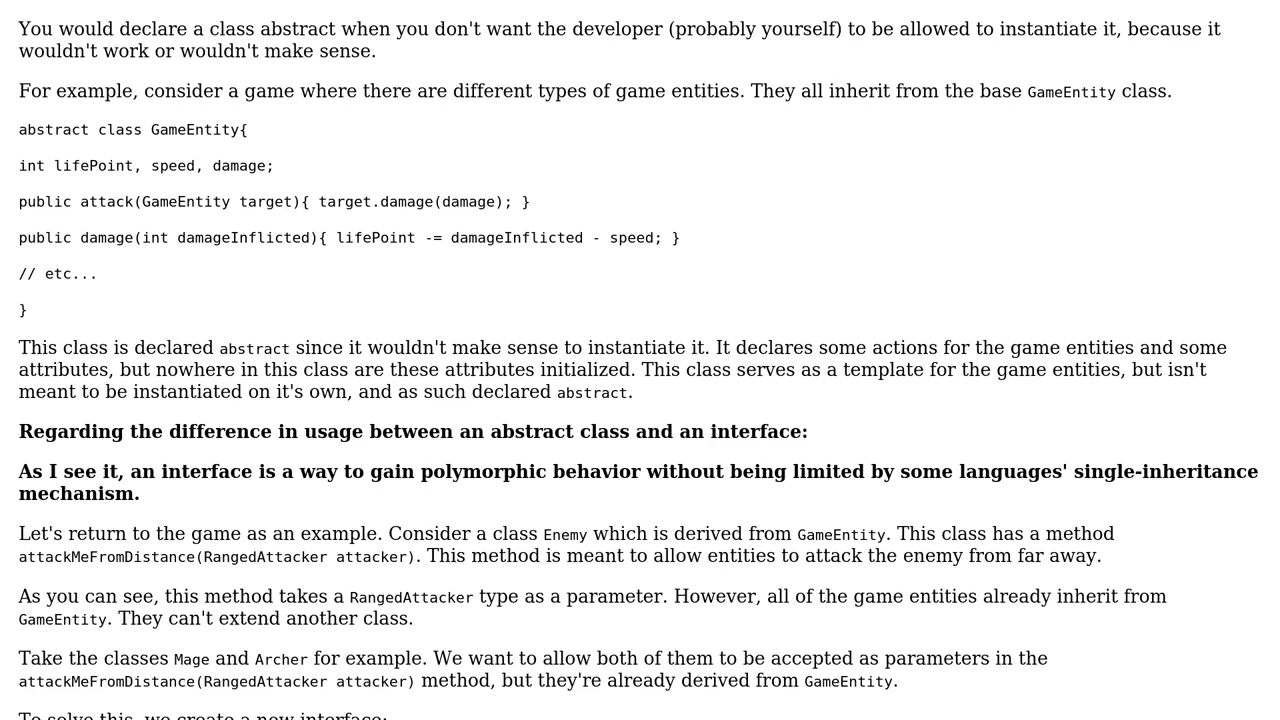 You would declare a class abstract when you don't want the developer (probably yourself) to be allowed to instantiate it, because it
wouldn't work or wouldn't make sense.
For example, consider a game where there are different types of game entities. They all inherit from the base GameEntity class.
abstract class GameEntity{
int lifePoint, speed, damage;
public attack(GameEntity target){ target.damage(damage); }
public damage(int damageInflicted){ lifePoint -= damageInflicted - speed; }
// etc...
}
This class is declared abstract since it wouldn't make sense to instantiate it. It declares some actions for the game entities and some
attributes, but nowhere in this class are these attributes initialized. This class serves as a template for the game entities, but isn't
meant to be instantiated on it's own, and as such declared abstract.
Regarding the difference in usage between an abstract class and an interface:
As I see it, an interface is a way to gain polymorphic behavior without being limited by some languages' single-inheritance
mechanism.
Let's return to the game as an example. Consider a class Enemy which is derived from GameEntity. This class has a method
attackMeFromDistance(RangedAttacker attacker). This method is meant to allow entities to attack the enemy from far away.
As you can see, this method takes a RangedAttacker type as a parameter. However, all of the game entities already inherit from
GameEntity. They can't extend another class.
Take the classes Mage and Archer for example. We want to allow both of them to be accepted as parameters in the
attackMeFromDistance(RangedAttacker attacker) method, but they're already derived from GameEntity.
To solve this, we create a new interface: